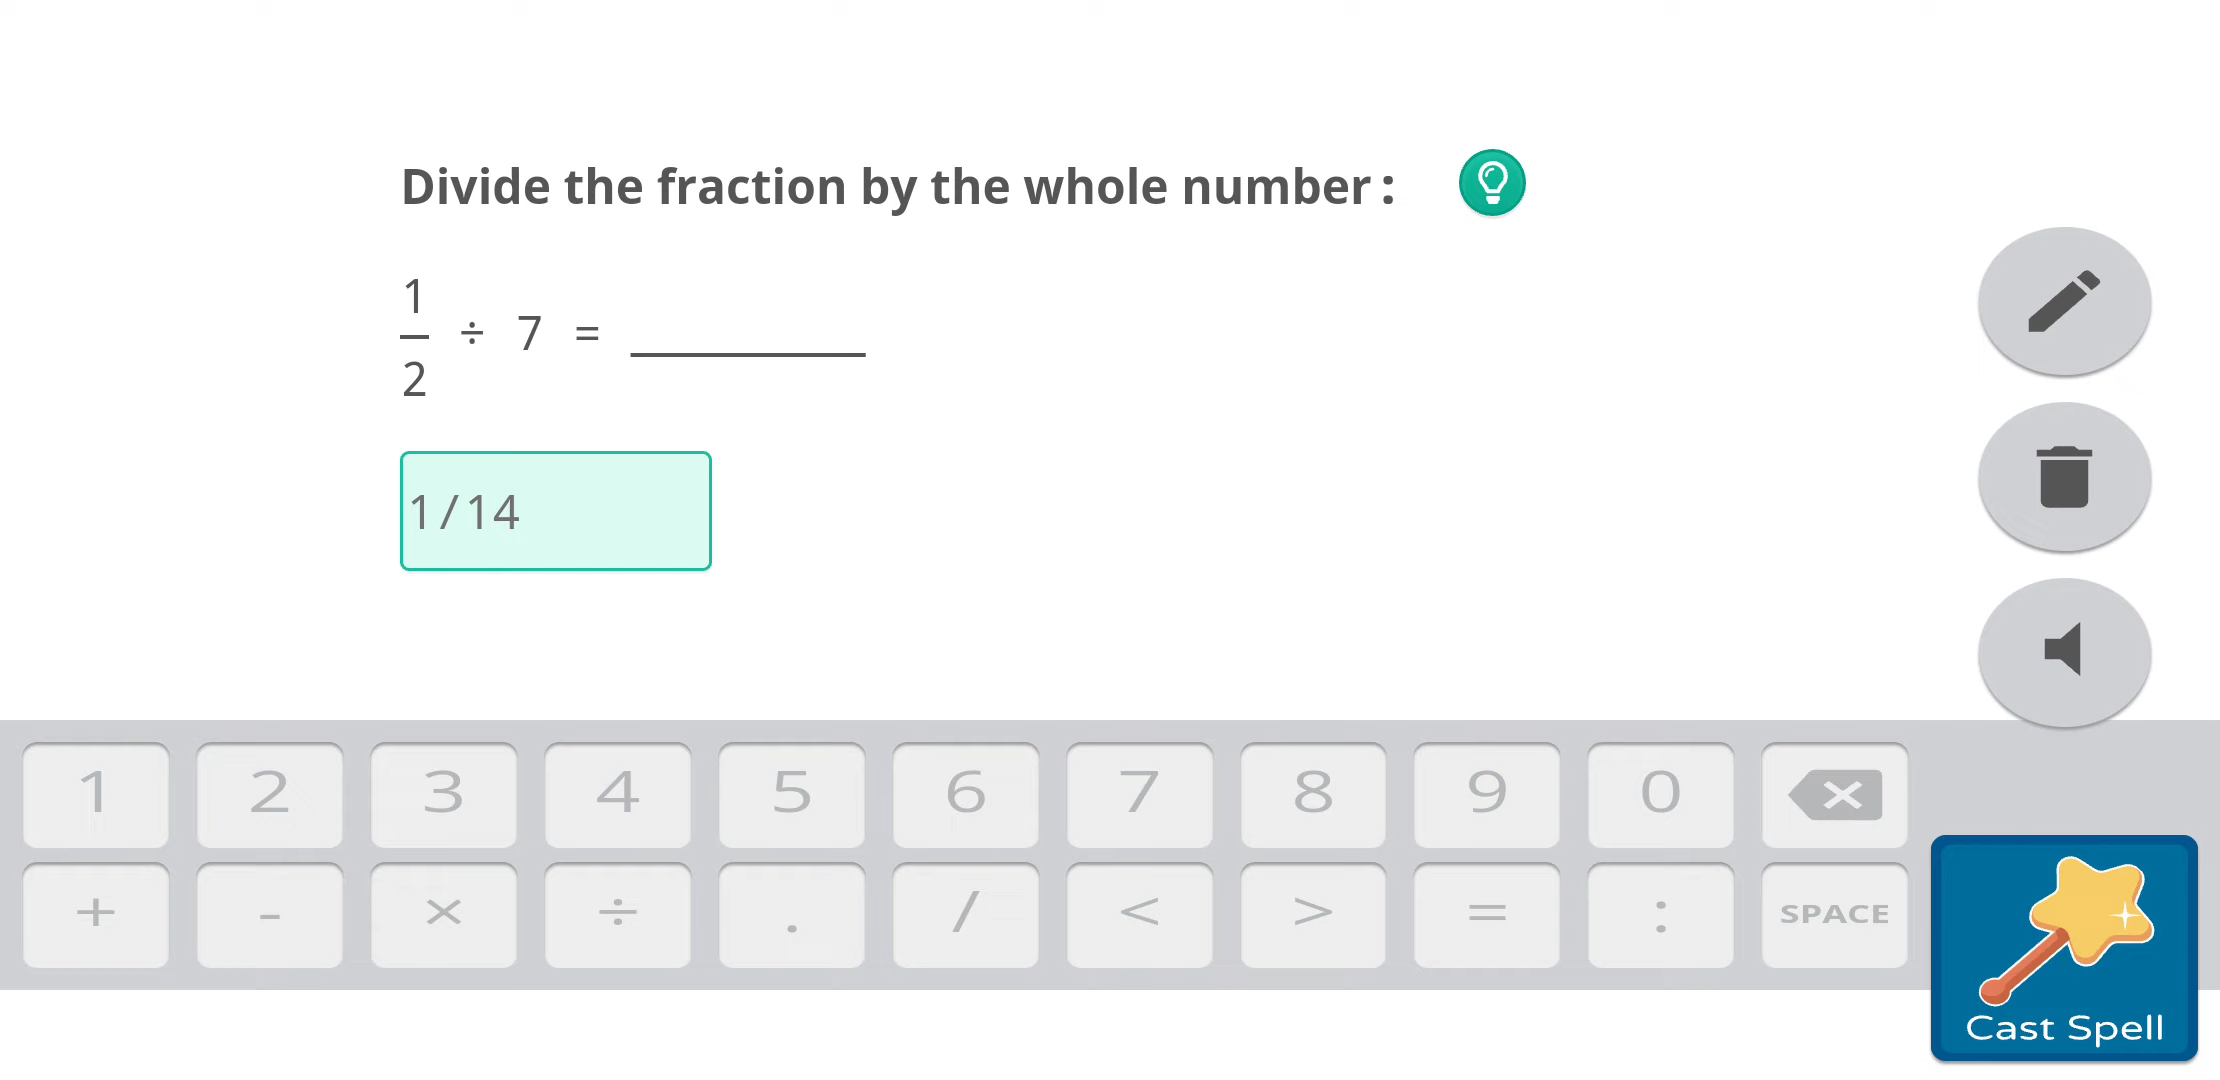 Divide the fraction by the whole number:
1
÷ 7 = ________
2
1/14
1 2 3 4 5 6 7 8 9 0
+ - × ÷ . / < > = : SPACE
Cast Spell